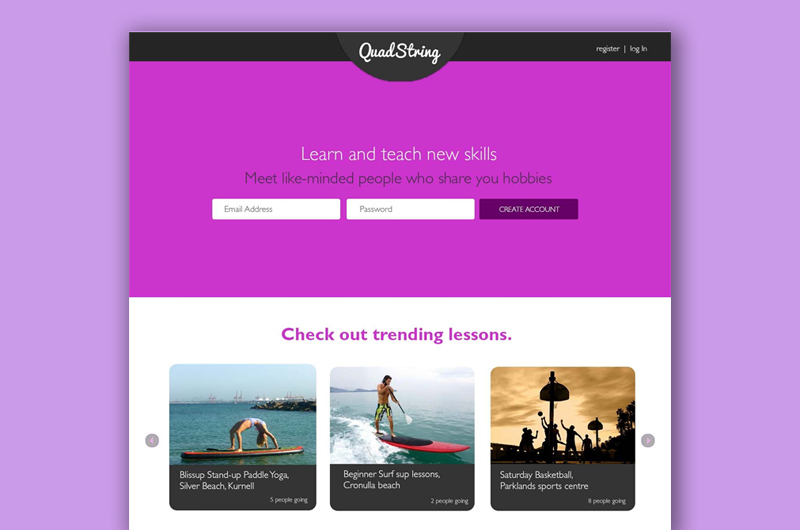 QuadString
register | log In
Learn and teach new skills
Meet like-minded people who share you hobbies
Email Address
Password
CREATE ACCOUNT
Check out trending lessons.
Blissup Stand-up Paddle Yoga,
Silver Beach, Kurnell
5 people going
Beginner Surf sup lessons,
Cronulla beach
2 people going
Saturday Basketball,
Parklands sports centre
8 people going